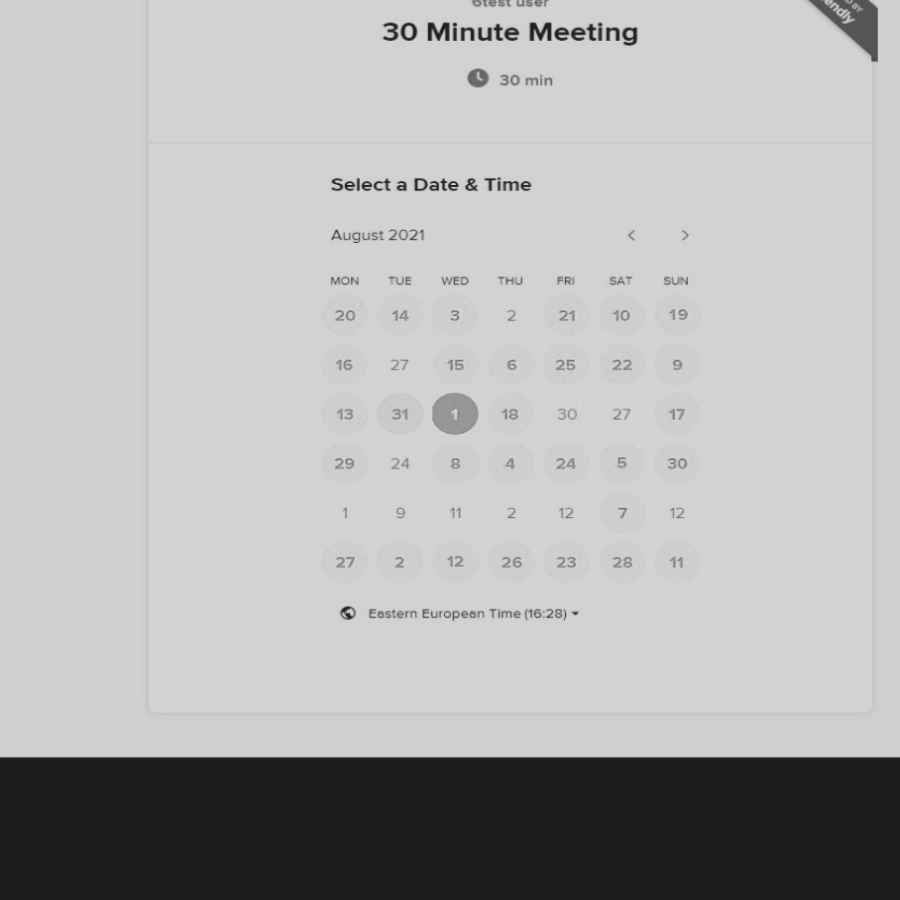 6test user
30 Minute Meeting
30 min
Select a Date & Time
August 2021
MON TUE WED THU FRI SAT SUN
20 14 3 2 21 10 19
16 27 15 6 25 22 9
13 31 1 18 30 27 17
29 24 8 4 24 5 30
1 9 11 2 12 7 12
27 2 12 26 23 28 11
Eastern European Time (16:28)